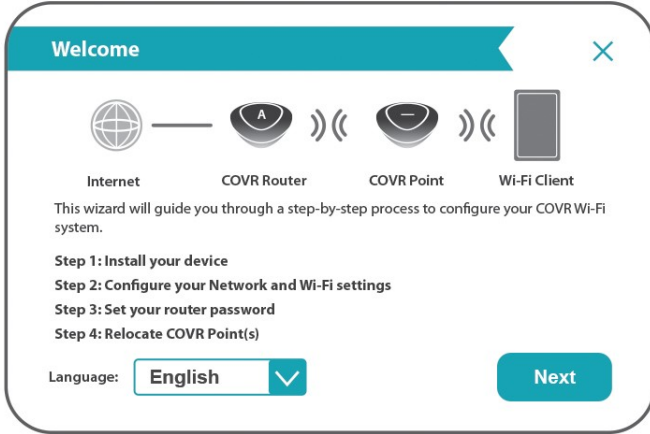 Welcome
A
Internet
COVR Router
COVR Point
Wi-Fi Client
This wizard will guide you through a step-by-step process to configure your COVR Wi-Fi
system.
Step 1: Install your device
Step 2: Configure your Network and Wi-Fi settings
Step 3: Set your router password
Step 4: Relocate COVR Point(s)
Language:
English
Next